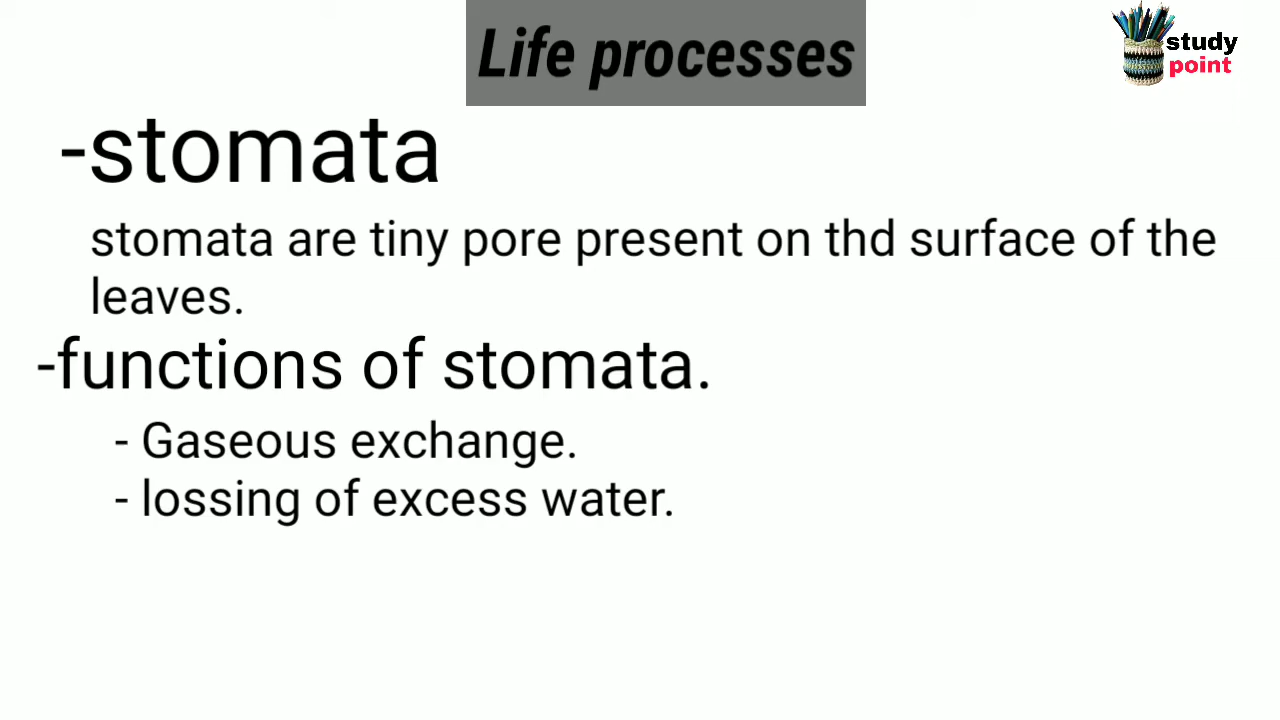 Life processes
study
point
-stomata
stomata are tiny pore present on thd surface of the
leaves.
-functions of stomata.
- Gaseous exchange.
- lossing of excess water.